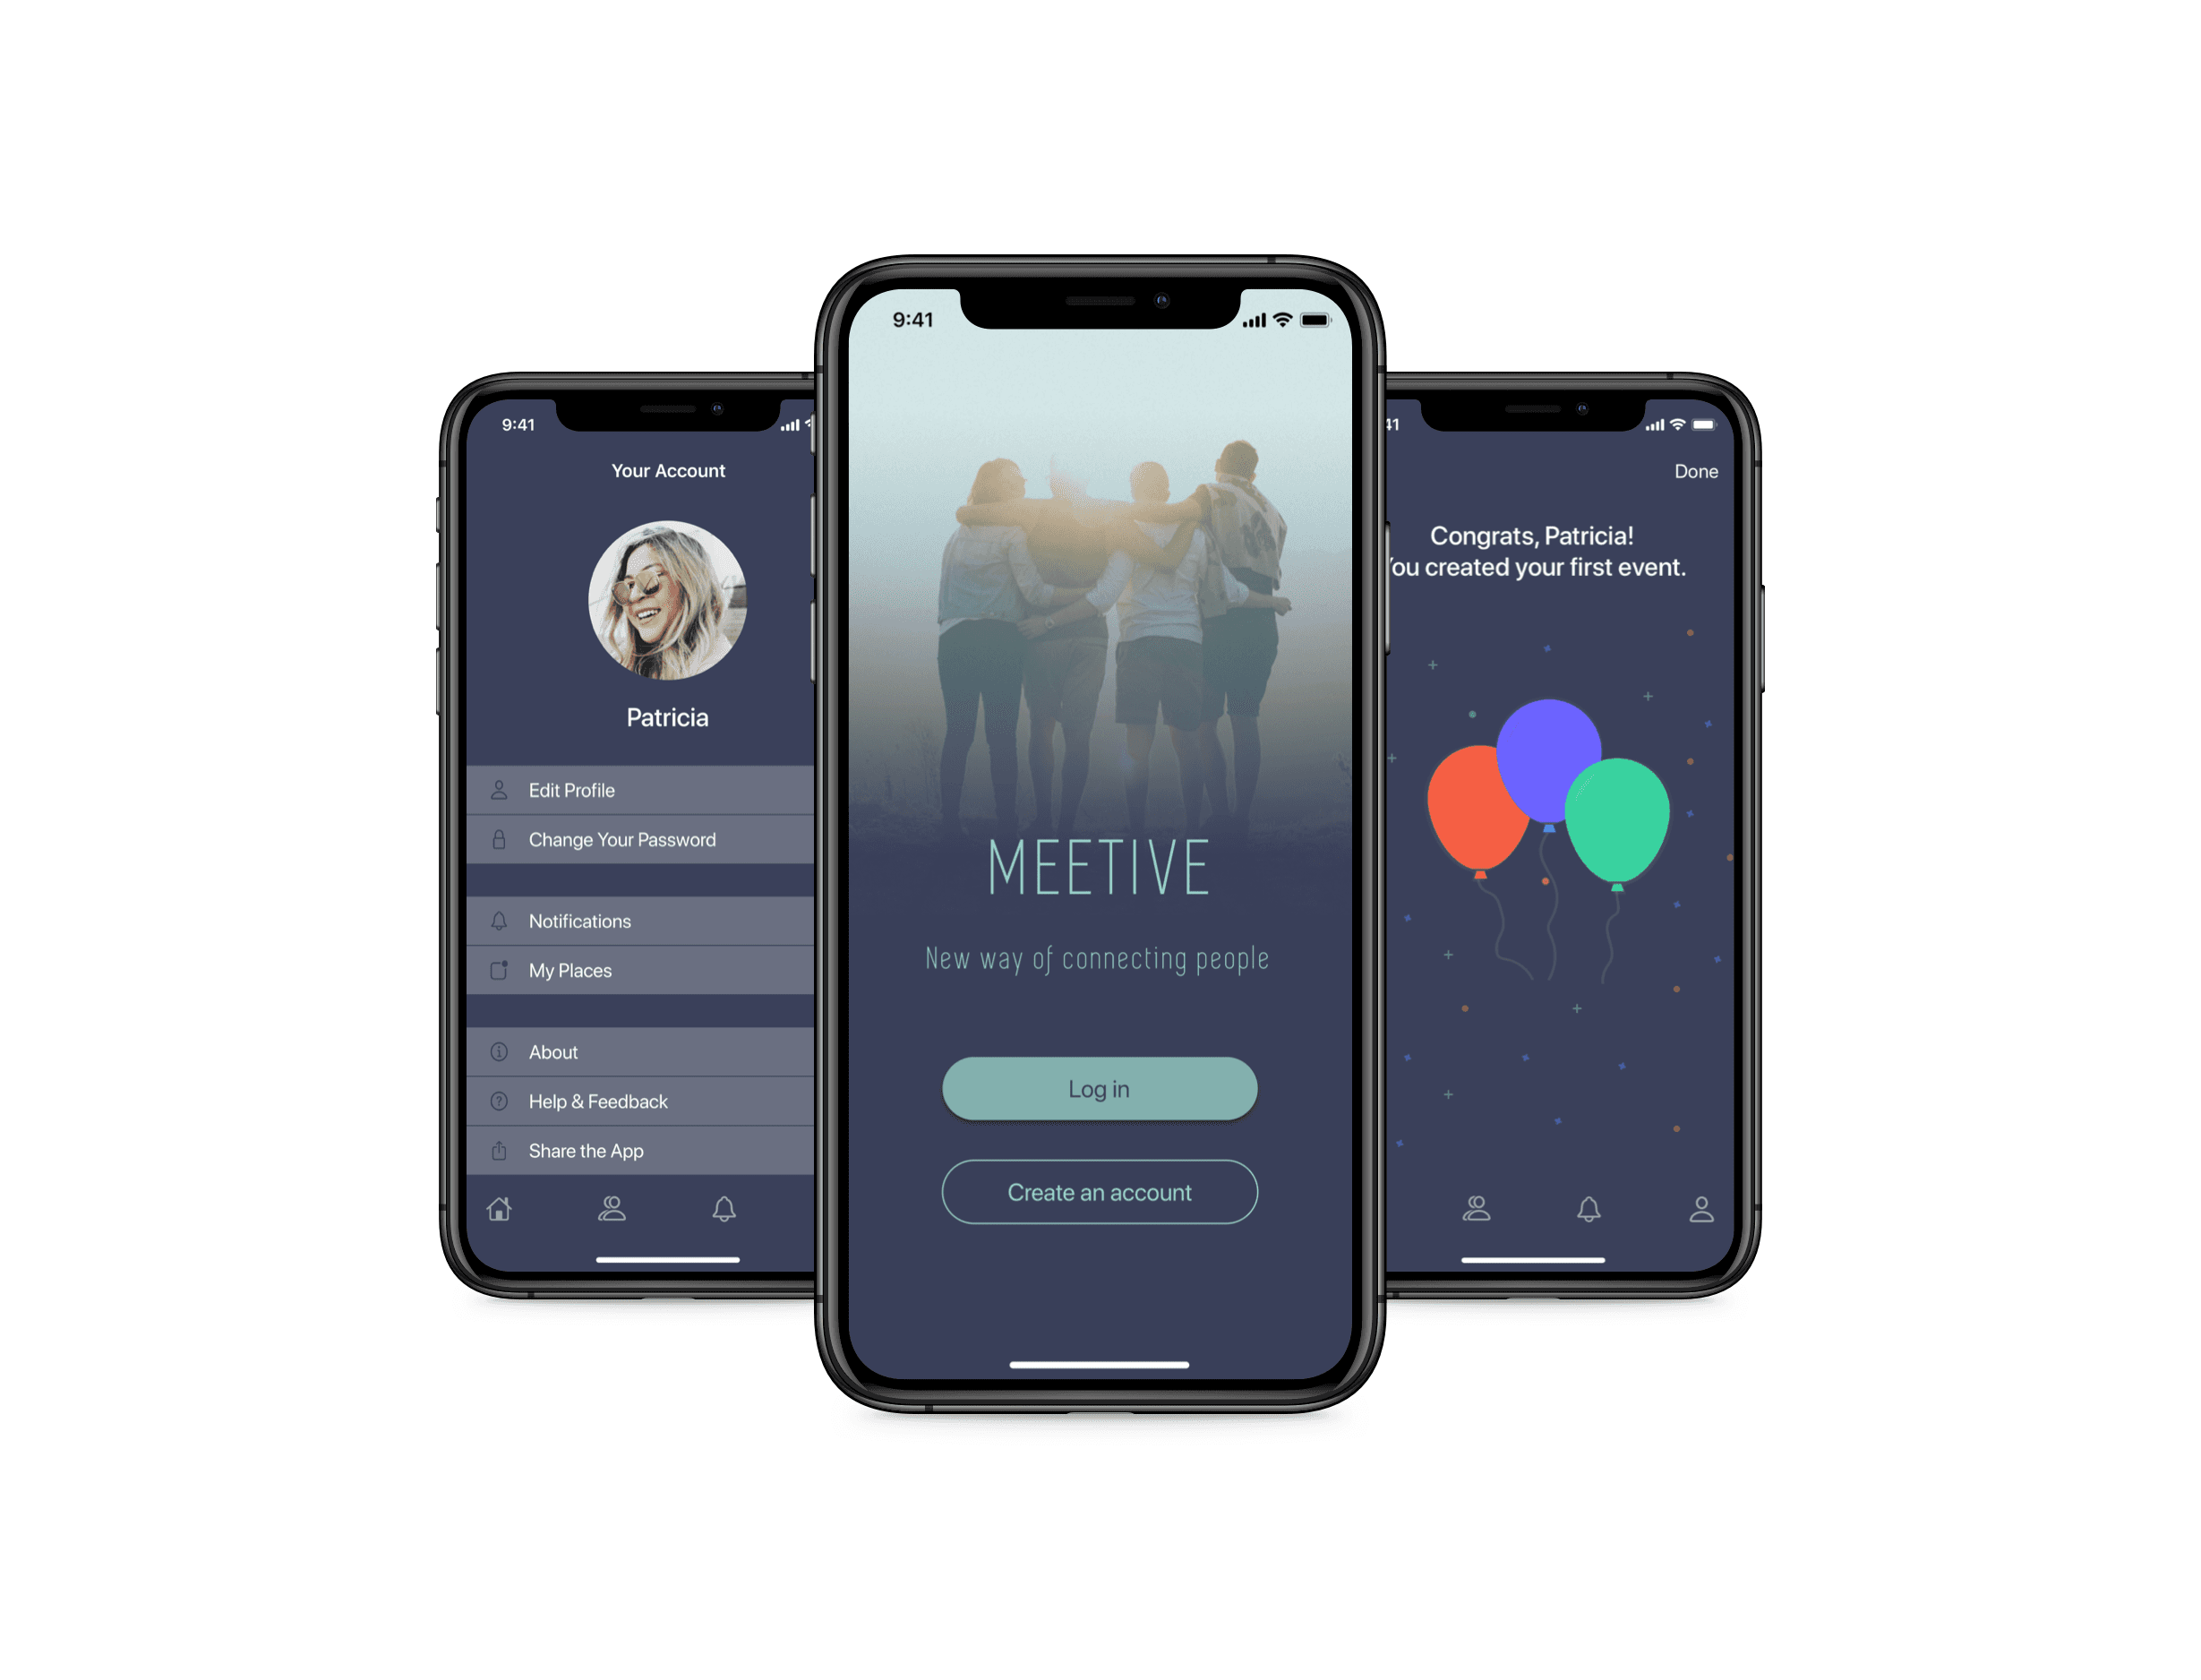 9:41
Your Account
Patricia
Edit Profile
Change Your Password
Notifications
My Places
About
Help & Feedback
Share the App
9:41
MEETIVE
New way of connecting people
Log in
Create an account
41
Done
Congrats, Patricia!
ou created your first event.